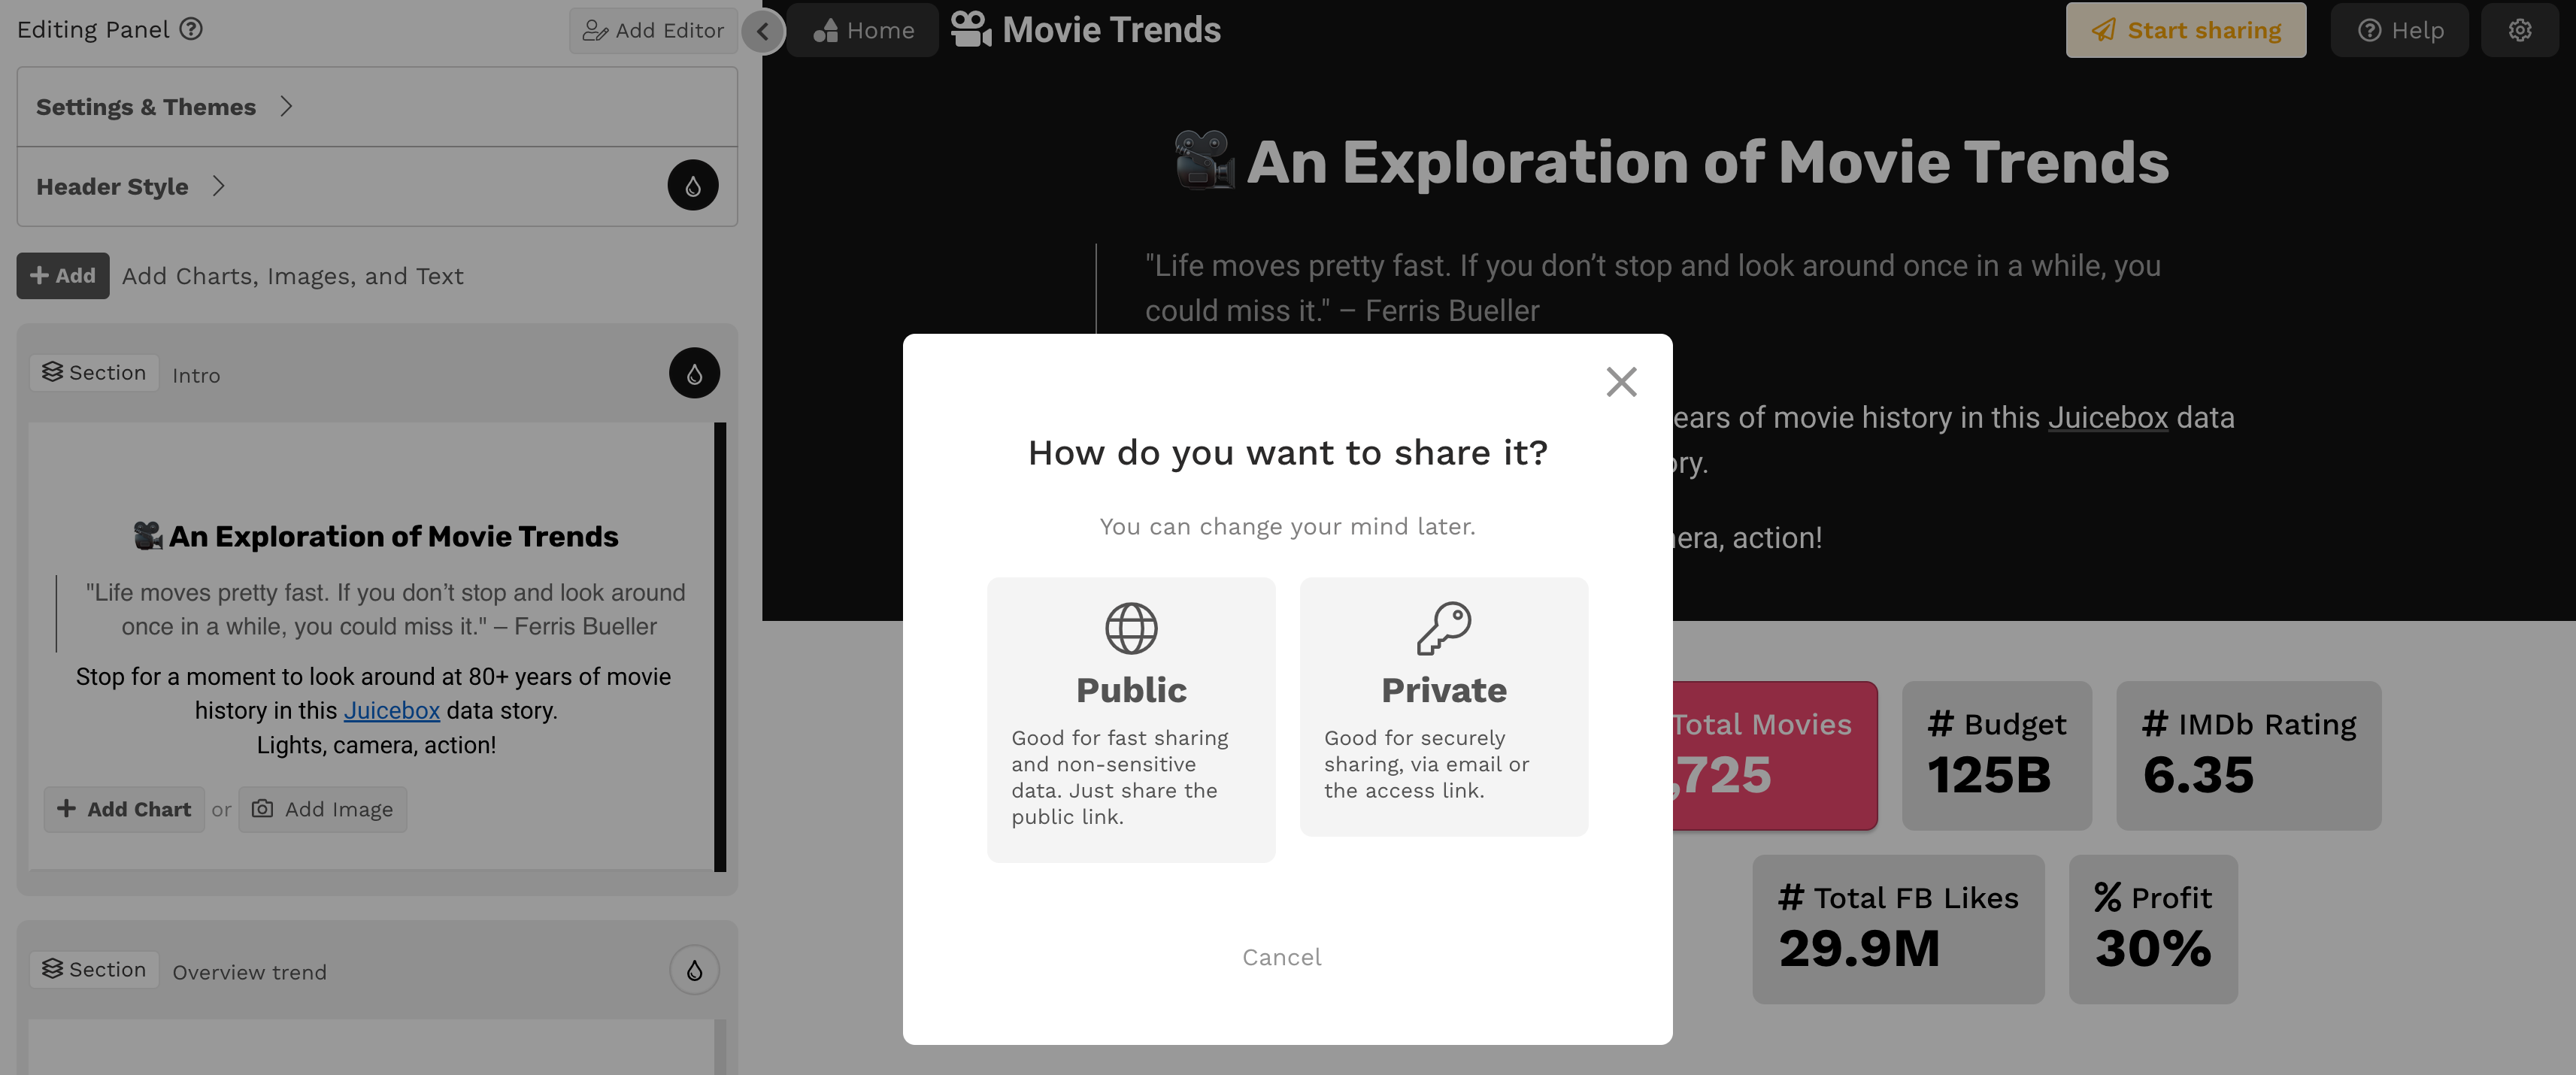 Editing Panel
Add Editor
Settings & Themes
Header Style
+ Add
Add Charts, Images, and Text
Section
Intro
An Exploration of Movie Trends
"Life moves pretty fast. If you don’t stop and look around
once in a while, you could miss it." – Ferris Bueller
Stop for a moment to look around at 80+ years of movie
history in this Juicebox data story.
Lights, camera, action!
+ Add Chart
or
Add Image
Section
Overview trend
Home
Movie Trends
Start sharing
Help
An Exploration of Movie Trends
"Life moves pretty fast. If you don’t stop and look around once in a while, you
could miss it." – Ferris Bueller
years of movie history in this Juicebox data
action!
How do you want to share it?
You can change your mind later.
Public
Good for fast sharing
and non-sensitive
data. Just share the
public link.
Private
Good for securely
sharing, via email or
the access link.
Cancel
Total Movies
,725
# Budget
125B
# IMDb Rating
6.35
# Total FB Likes
29.9M
% Profit
30%